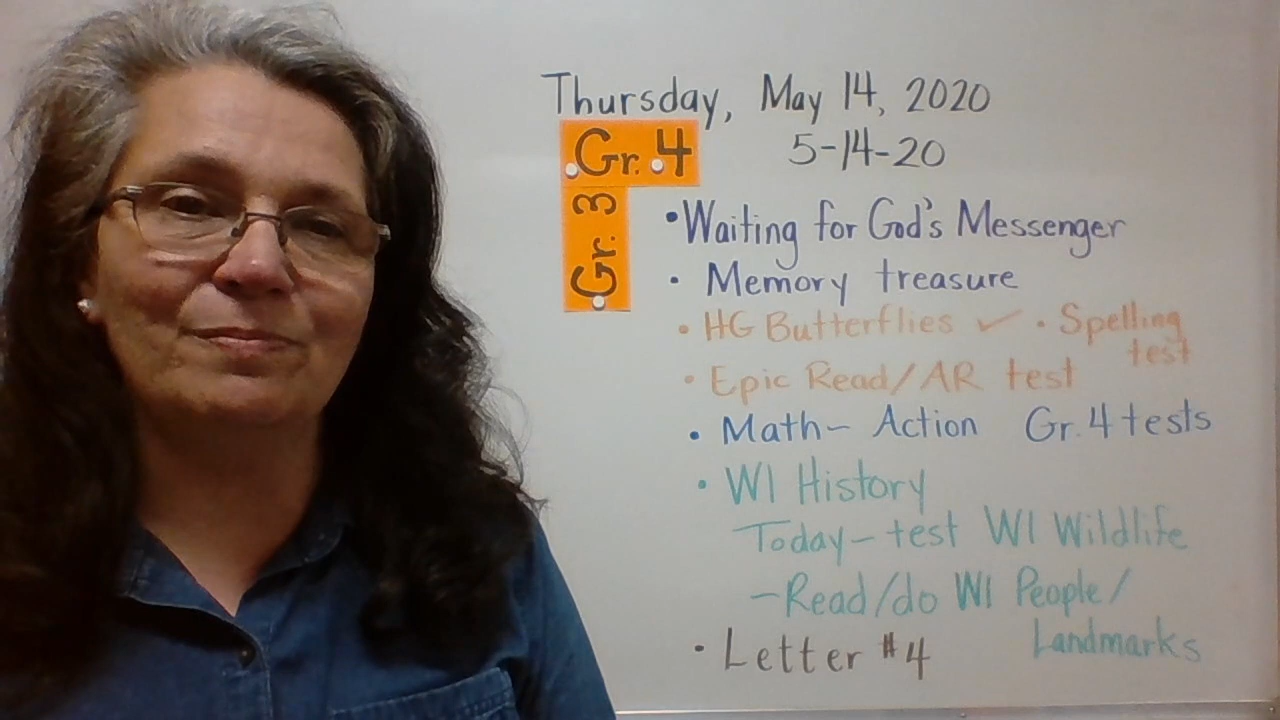 Thursday, May 14, 2020
Gr. 4
5-14-20
Gr. 3
• Waiting for God's Messenger
• Memory treasure
• HG Butterflies ✓ • Spelling test
• Epic Read/AR test
• Math- Action Gr. 4 tests
• WI History
Today- test WI Wildlife
-Read/do WI People/
Landmarks
• Letter #4